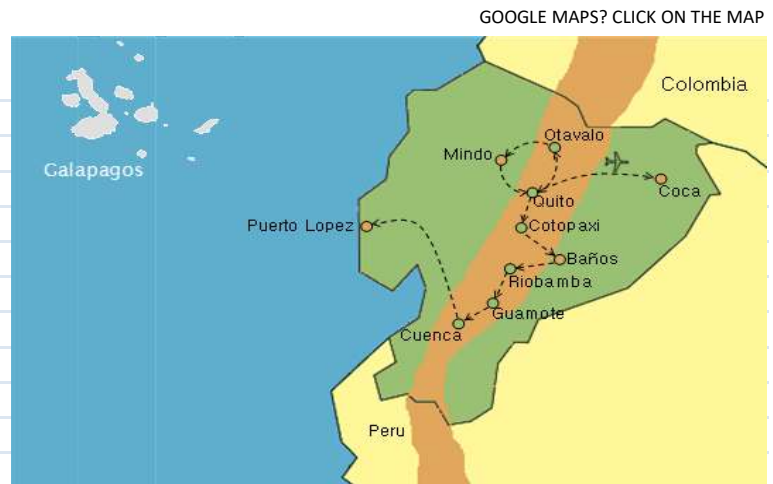 GOOGLE MAPS? CLICK ON THE MAP
Colombia
Otavalo
Mindo
Galapagos
Coca
Quito
Puerto Lopez
Cotopaxi
Baños
Riobamba
Guamote
Cuenca
Peru